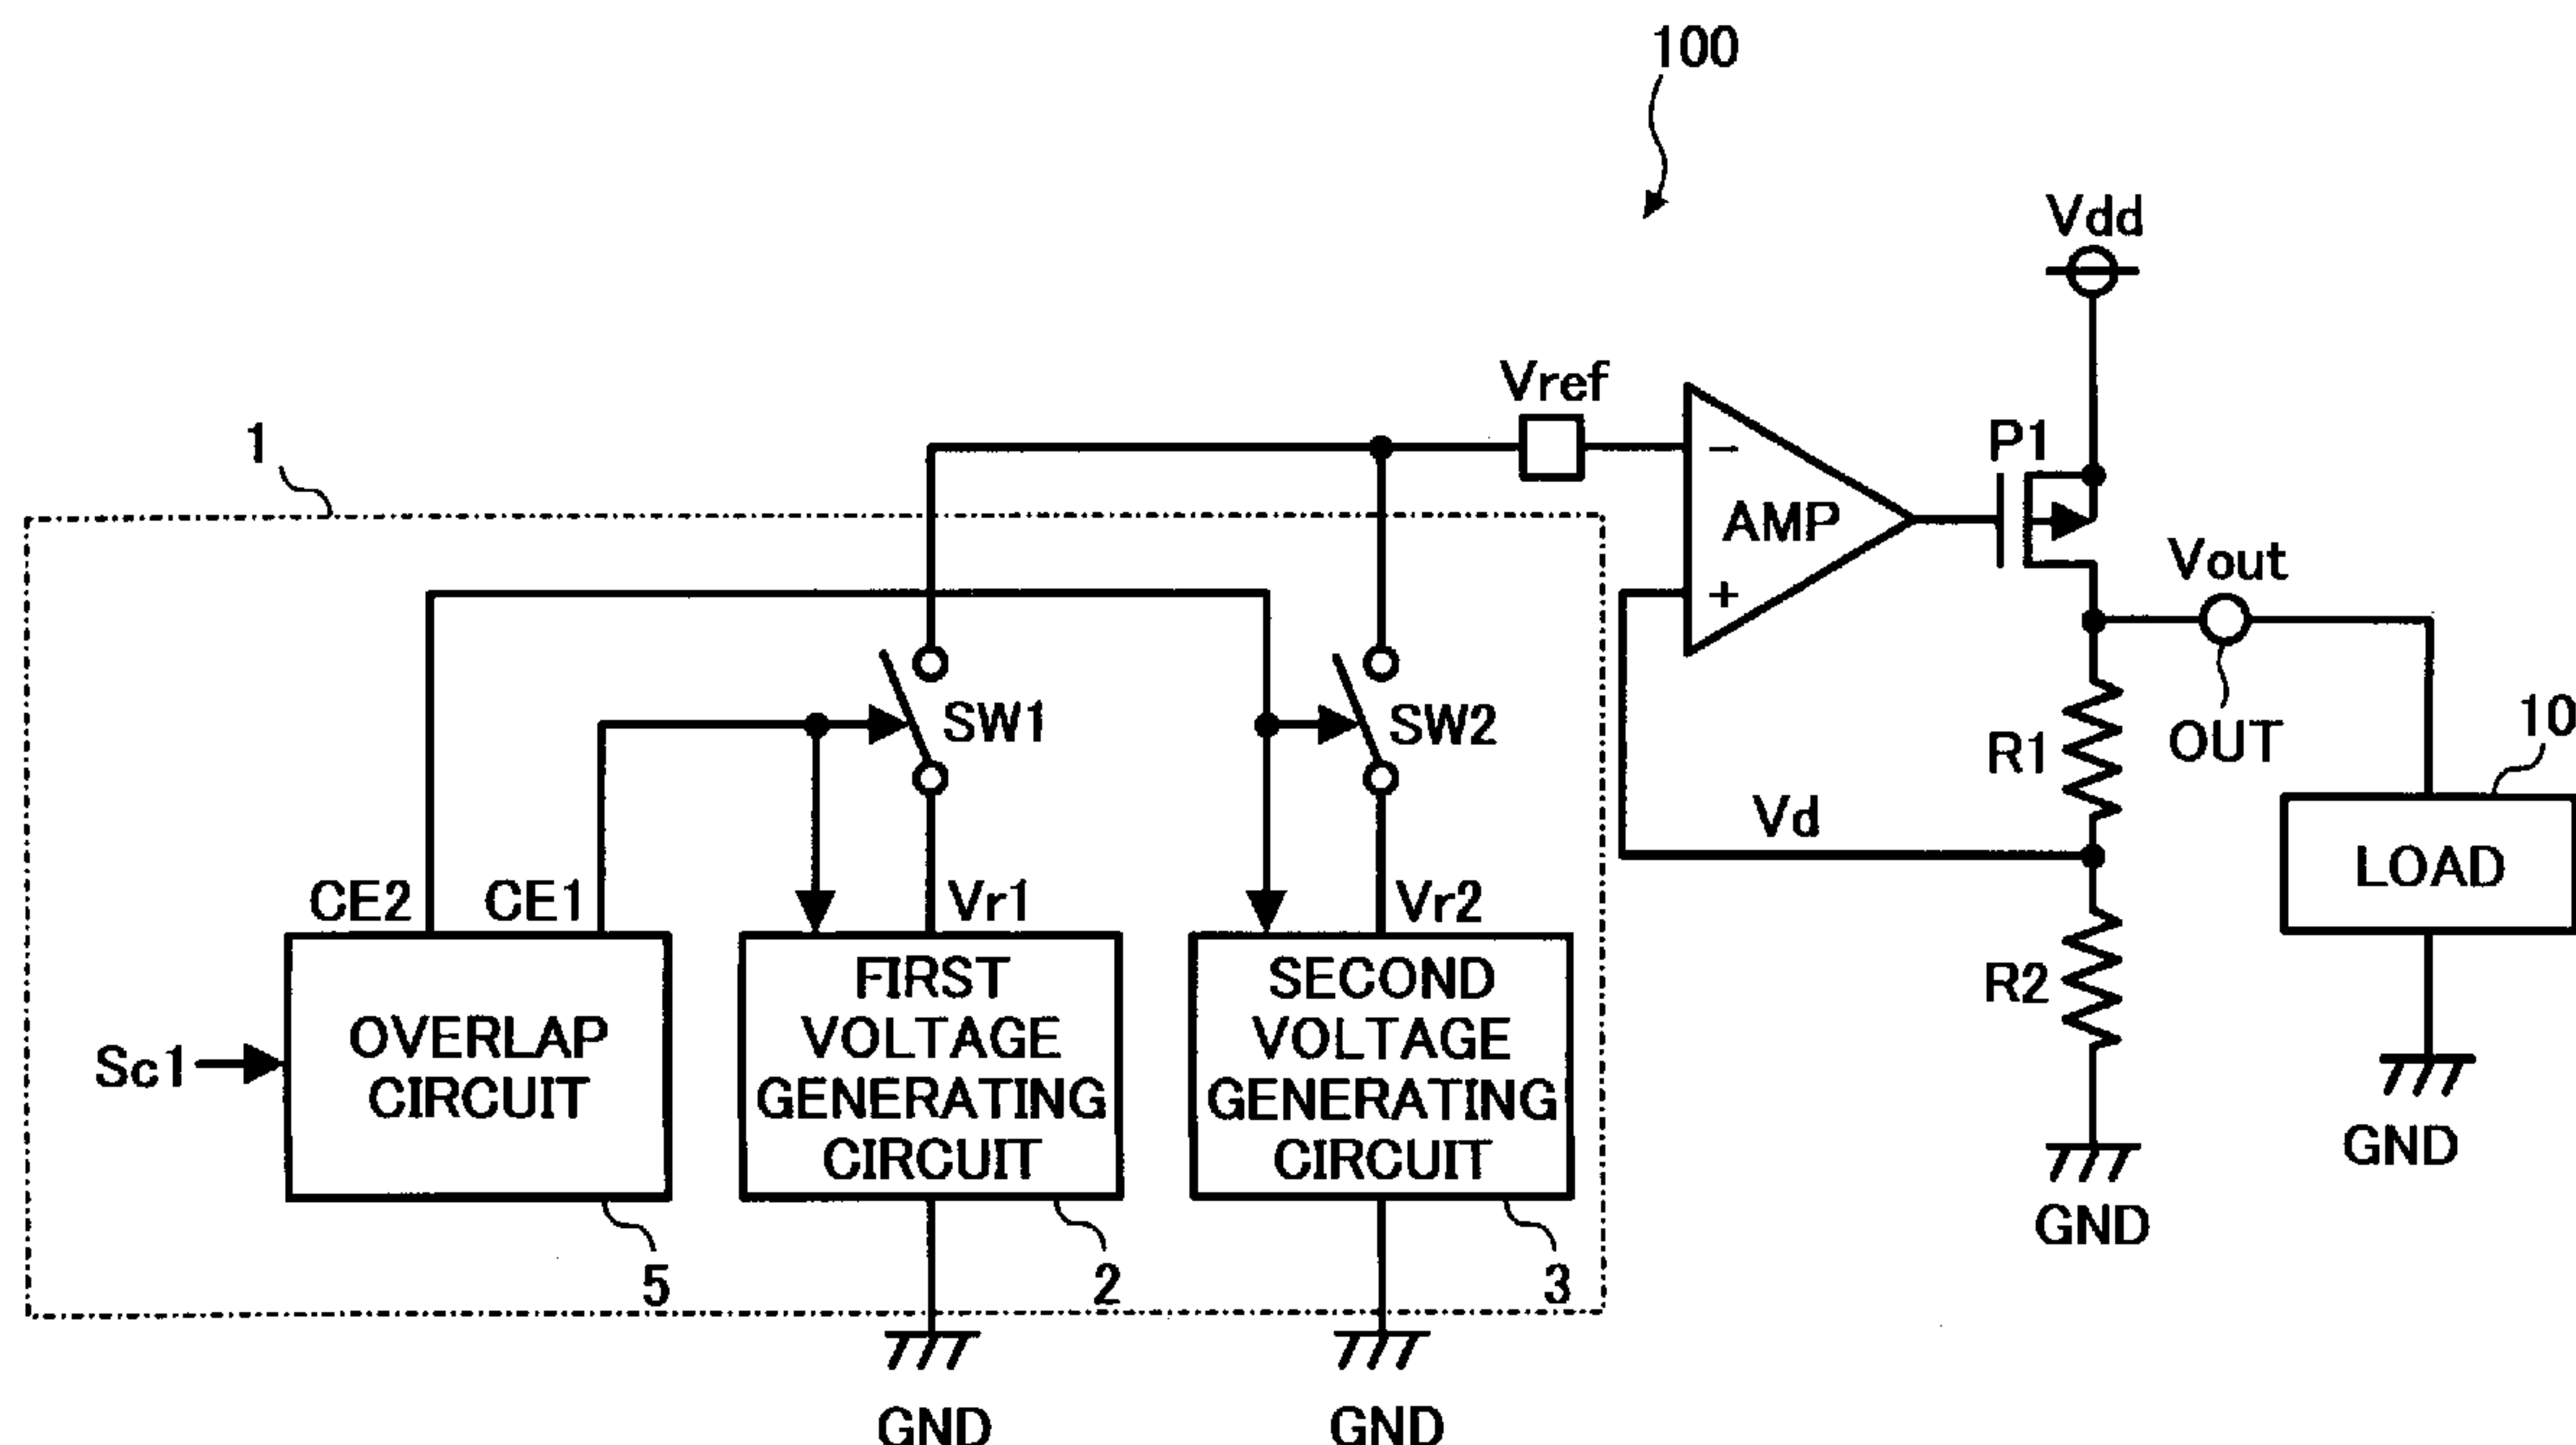 100
Vdd
Vref
1
P1
−
AMP
+
Vout
SW1
SW2
OUT
10
R1
Vd
LOAD
CE2
CE1
Vr1
Vr2
FIRST
VOLTAGE
GENERATING
CIRCUIT
SECOND
VOLTAGE
GENERATING
CIRCUIT
R2
OVERLAP
CIRCUIT
Sc1
GND
GND
5
2
3
GND
GND